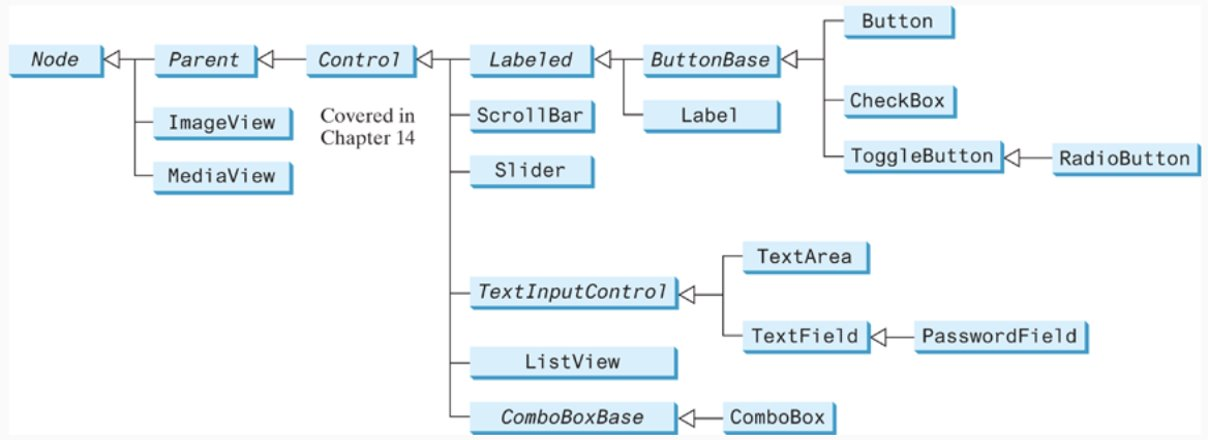 Button
Node
Parent
Control
Labeled
ButtonBase
ImageView
Covered in
Chapter 14
ScrollBar
Label
CheckBox
MediaView
Slider
ToggleButton
RadioButton
TextArea
TextInputControl
TextField
PasswordField
ListView
ComboBoxBase
ComboBox